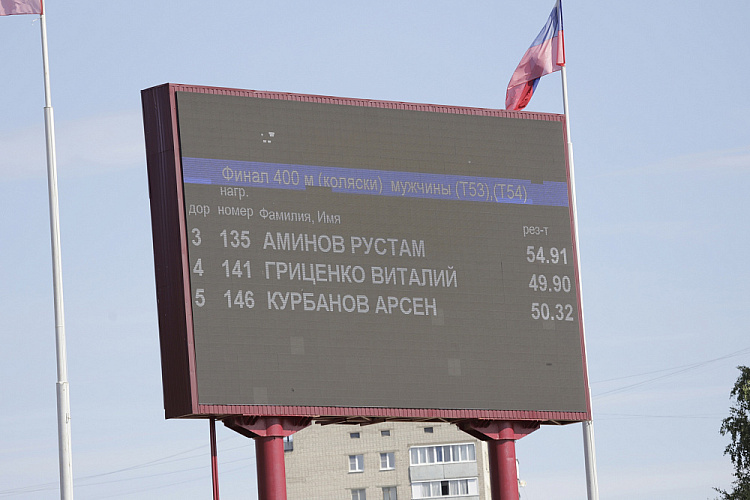 Финал 400 м (коляски) мужчины (Т53),(Т54)
нагр.
дор номер Фамилия, Имя рез-т
3 135 АМИНОВ РУСТАМ 54.91
4 141 ГРИЦЕНКО ВИТАЛИЙ 49.90
5 146 КУРБАНОВ АРСЕН 50.32